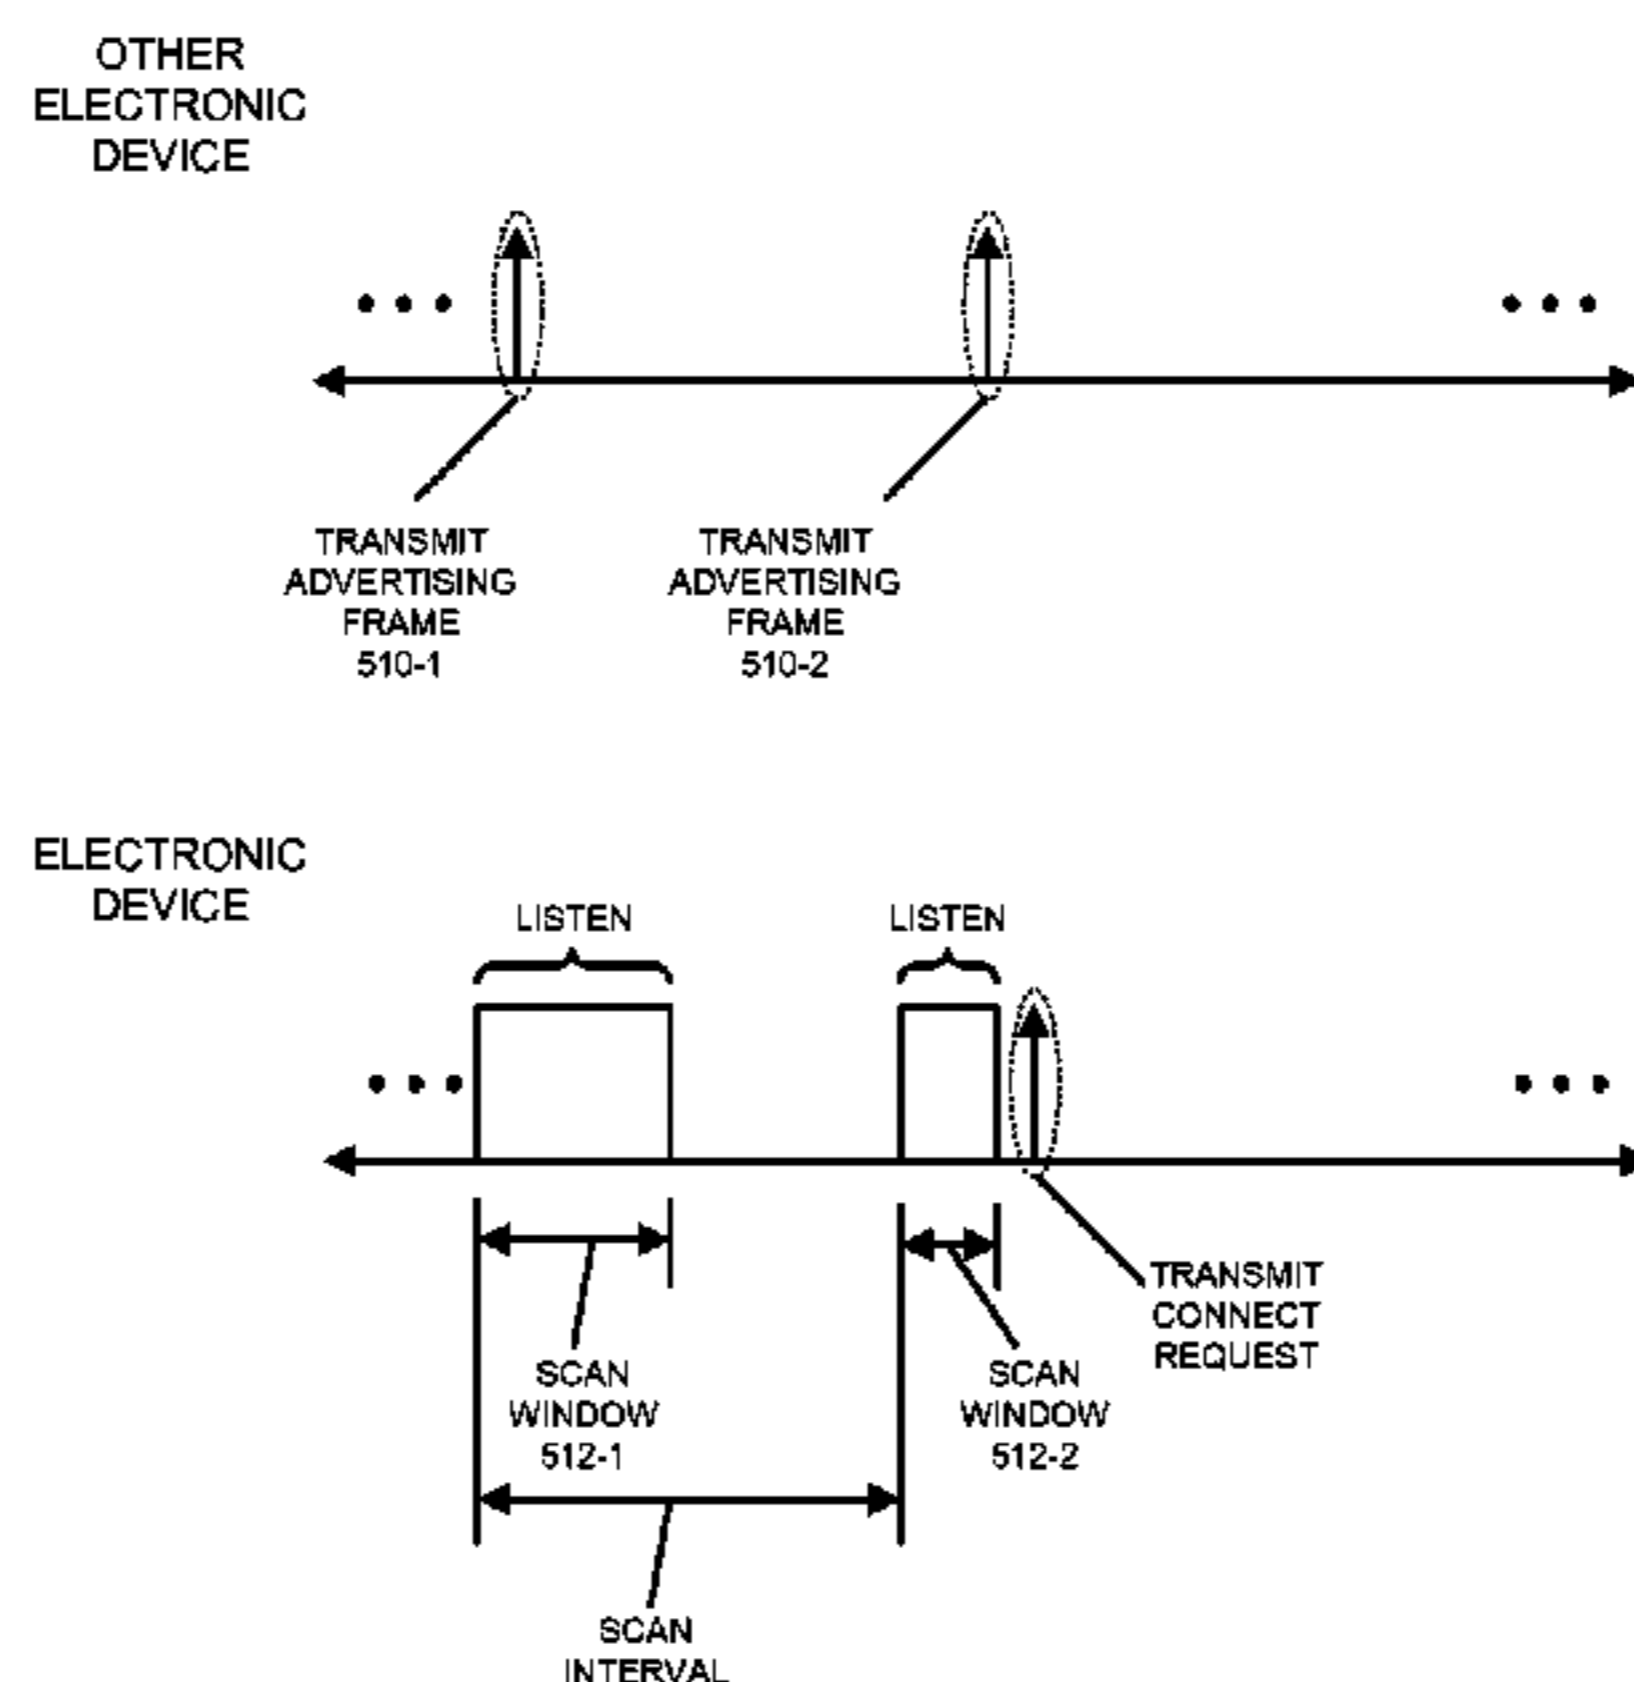 OTHER
ELECTRONIC
DEVICE
TRANSMIT
ADVERTISING
FRAME
510-1
TRANSMIT
ADVERTISING
FRAME
510-2
ELECTRONIC
DEVICE
LISTEN
LISTEN
TRANSMIT
CONNECT
REQUEST
SCAN
WINDOW
512-1
SCAN
WINDOW
512-2
SCAN
INTERVAL